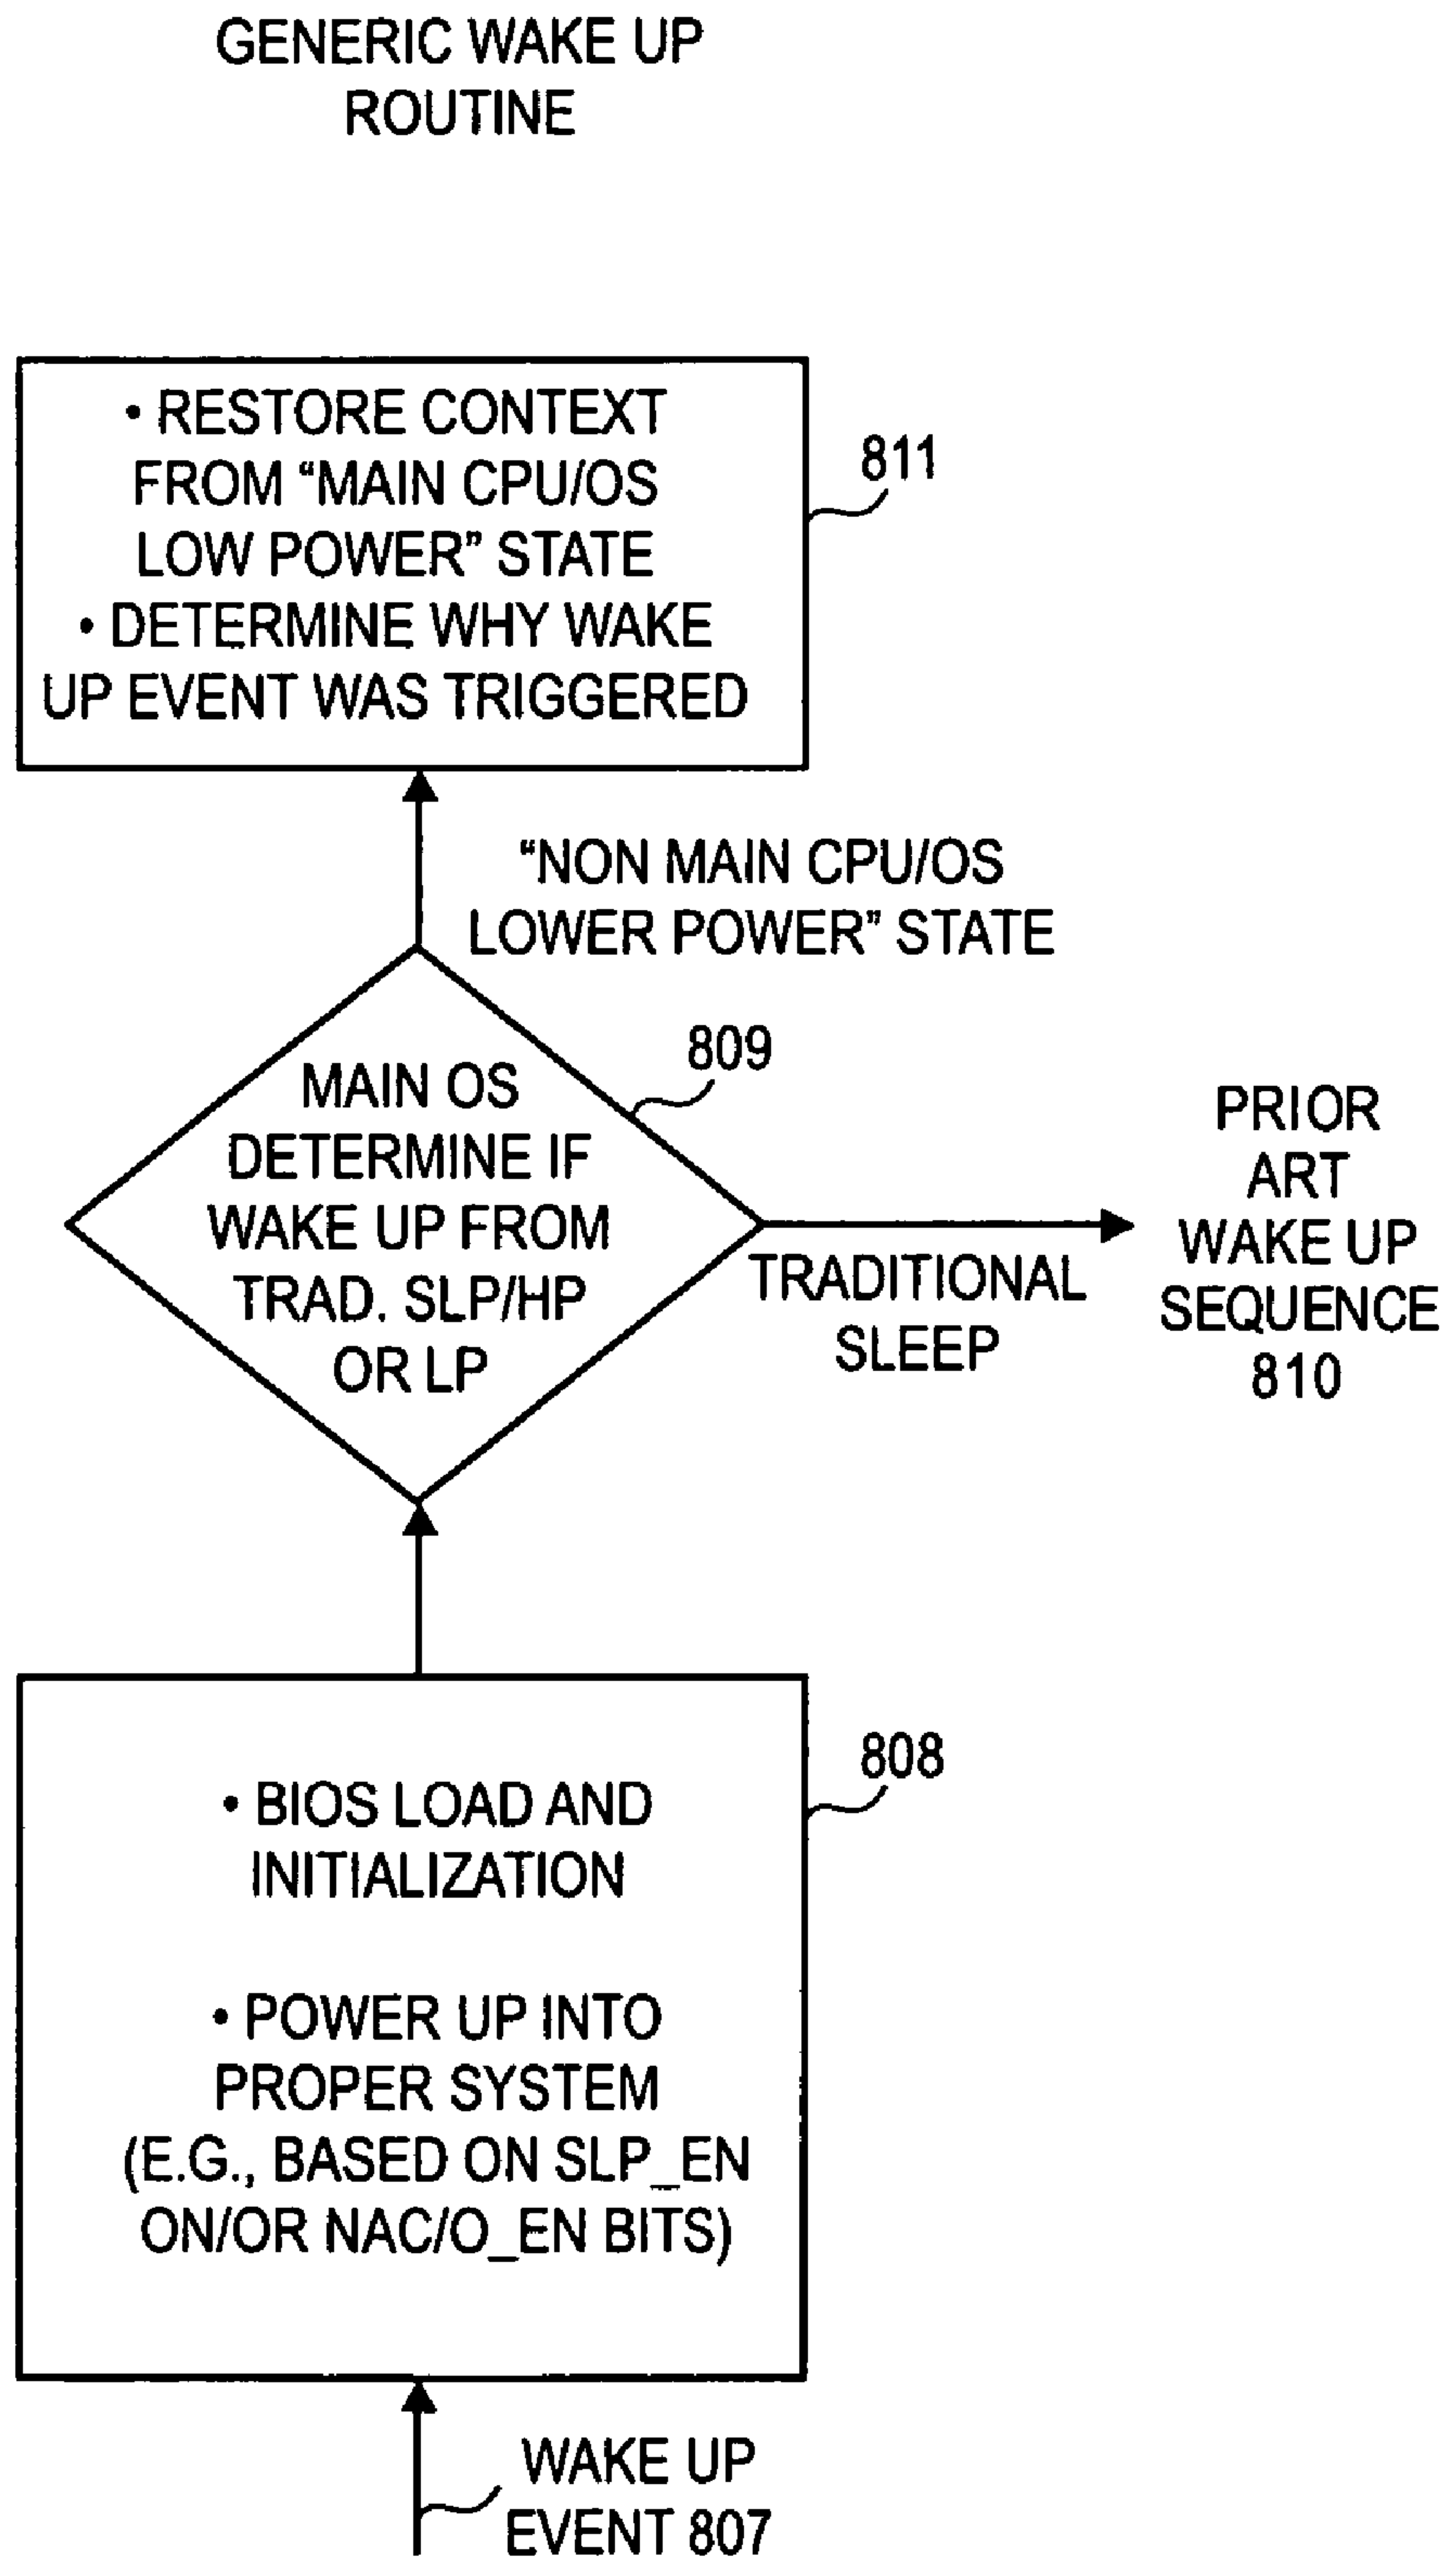 GENERIC WAKE UP
ROUTINE
• RESTORE CONTEXT
FROM “MAIN CPU/OS
LOW POWER” STATE
• DETERMINE WHY WAKE
UP EVENT WAS TRIGGERED
811
“NON MAIN CPU/OS
LOWER POWER” STATE
809
MAIN OS
DETERMINE IF
WAKE UP FROM
TRAD. SLP/HP
OR LP
TRADITIONAL
SLEEP
PRIOR
ART
WAKE UP
SEQUENCE
810
808
• BIOS LOAD AND
INITIALIZATION
• POWER UP INTO
PROPER SYSTEM
(E.G., BASED ON SLP_EN
ON/OR NAC/O_EN BITS)
WAKE UP
EVENT 807